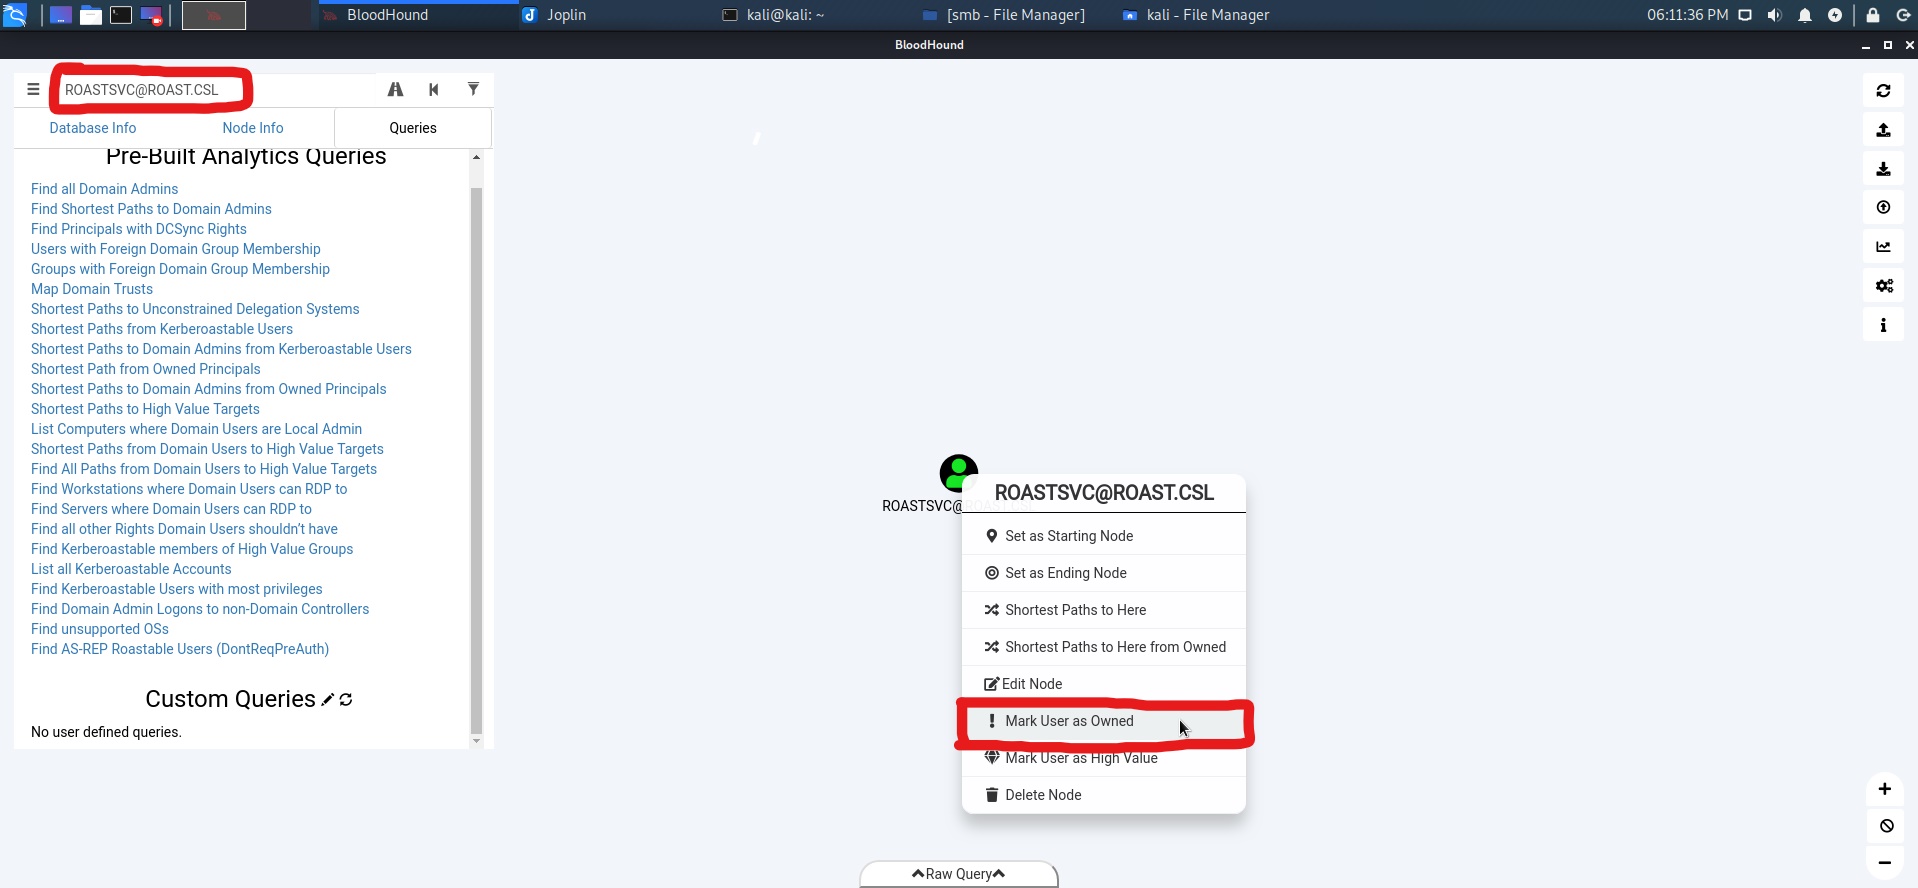 BloodHound
Joplin
kali@kali: ~
[smb - File Manager]
kali - File Manager
06:11:36 PM
BloodHound
ROASTSVC@ROAST.CSL
Database Info
Node Info
Queries
Pre-Built Analytics Queries
Find all Domain Admins
Find Shortest Paths to Domain Admins
Find Principals with DCSync Rights
Users with Foreign Domain Group Membership
Groups with Foreign Domain Group Membership
Map Domain Trusts
Shortest Paths to Unconstrained Delegation Systems
Shortest Paths from Kerberoastable Users
Shortest Paths to Domain Admins from Kerberoastable Users
Shortest Path from Owned Principals
Shortest Paths to Domain Admins from Owned Principals
Shortest Paths to High Value Targets
List Computers where Domain Users are Local Admin
Shortest Paths from Domain Users to High Value Targets
Find All Paths from Domain Users to High Value Targets
Find Workstations where Domain Users can RDP to
Find Servers where Domain Users can RDP to
Find all other Rights Domain Users shouldn’t have
Find Kerberoastable members of High Value Groups
List all Kerberoastable Accounts
Find Kerberoastable Users with most privileges
Find Domain Admin Logons to non-Domain Controllers
Find unsupported OSs
Find AS-REP Roastable Users (DontReqPreAuth)
Custom Queries
No user defined queries.
ROASTSVC@
ROASTSVC@ROAST.CSL
Set as Starting Node
Set as Ending Node
Shortest Paths to Here
Shortest Paths to Here from Owned
Edit Node
Mark User as Owned
Mark User as High Value
Delete Node
Raw Query